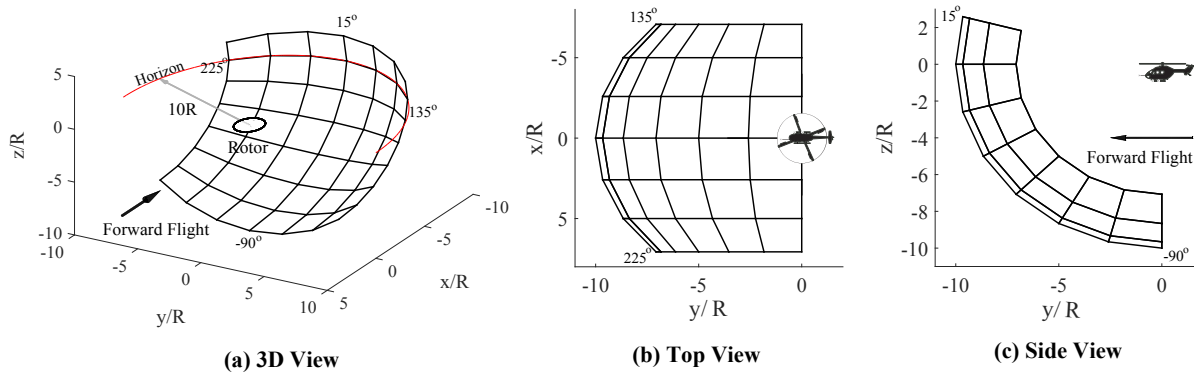 15°
225°
Horizon
10R
135°
Rotor
Forward Flight
-90°
5
0
-5
-10
z/R
-10
-5
0
5
10
y/R
5
0
-5
-10
x/R
(a) 3D View
135°
225°
-5
0
5
x/R
-10
-5
0
y/ R
(b) Top View
15°
Forward Flight
-90°
2
0
-2
-4
-6
-8
-10
z/R
-10
-5
0
y/ R
(c) Side View